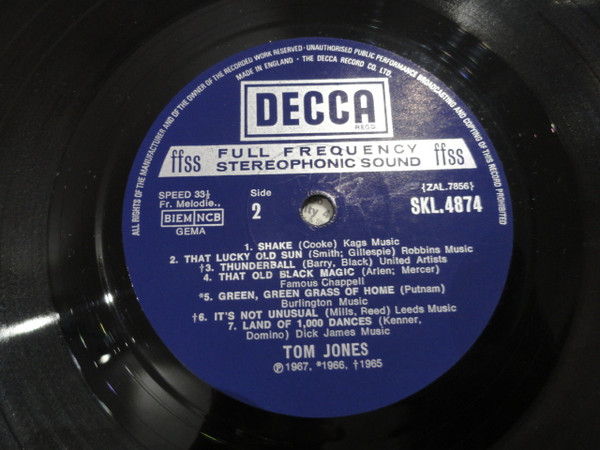 ALL RIGHTS OF THE MANUFACTURER AND OF THE OWNER OF THE RECORDED WORK RESERVED · UNAUTHORISED PUBLIC PERFORMANCE BROADCASTING AND COPYING OF THIS RECORD PROHIBITED
MADE IN ENGLAND · THE DECCA RECORD CO. LTD.
DECCA
REGD
ffss FULL FREQUENCY STEREOPHONIC SOUND ffss
SPEED 33⅓
Fr. Melodie.,
BIEM NCB
GEMA
Side
2
{ZAL.7856}
SKL.4874
1. SHAKE (Cooke) Kags Music
2. THAT LUCKY OLD SUN (Smith; Gillespie) Robbins Music
†3. THUNDERBALL (Barry, Black) United Artists
4. THAT OLD BLACK MAGIC (Arlen; Mercer)
Famous Chappell
*5. GREEN, GREEN GRASS OF HOME (Putnam)
Burlington Music
†6. IT'S NOT UNUSUAL (Mills, Reed) Leeds Music
7. LAND OF 1,000 DANCES (Kenner,
Domino) Dick James Music
TOM JONES
℗ 1967, *1966, †1965